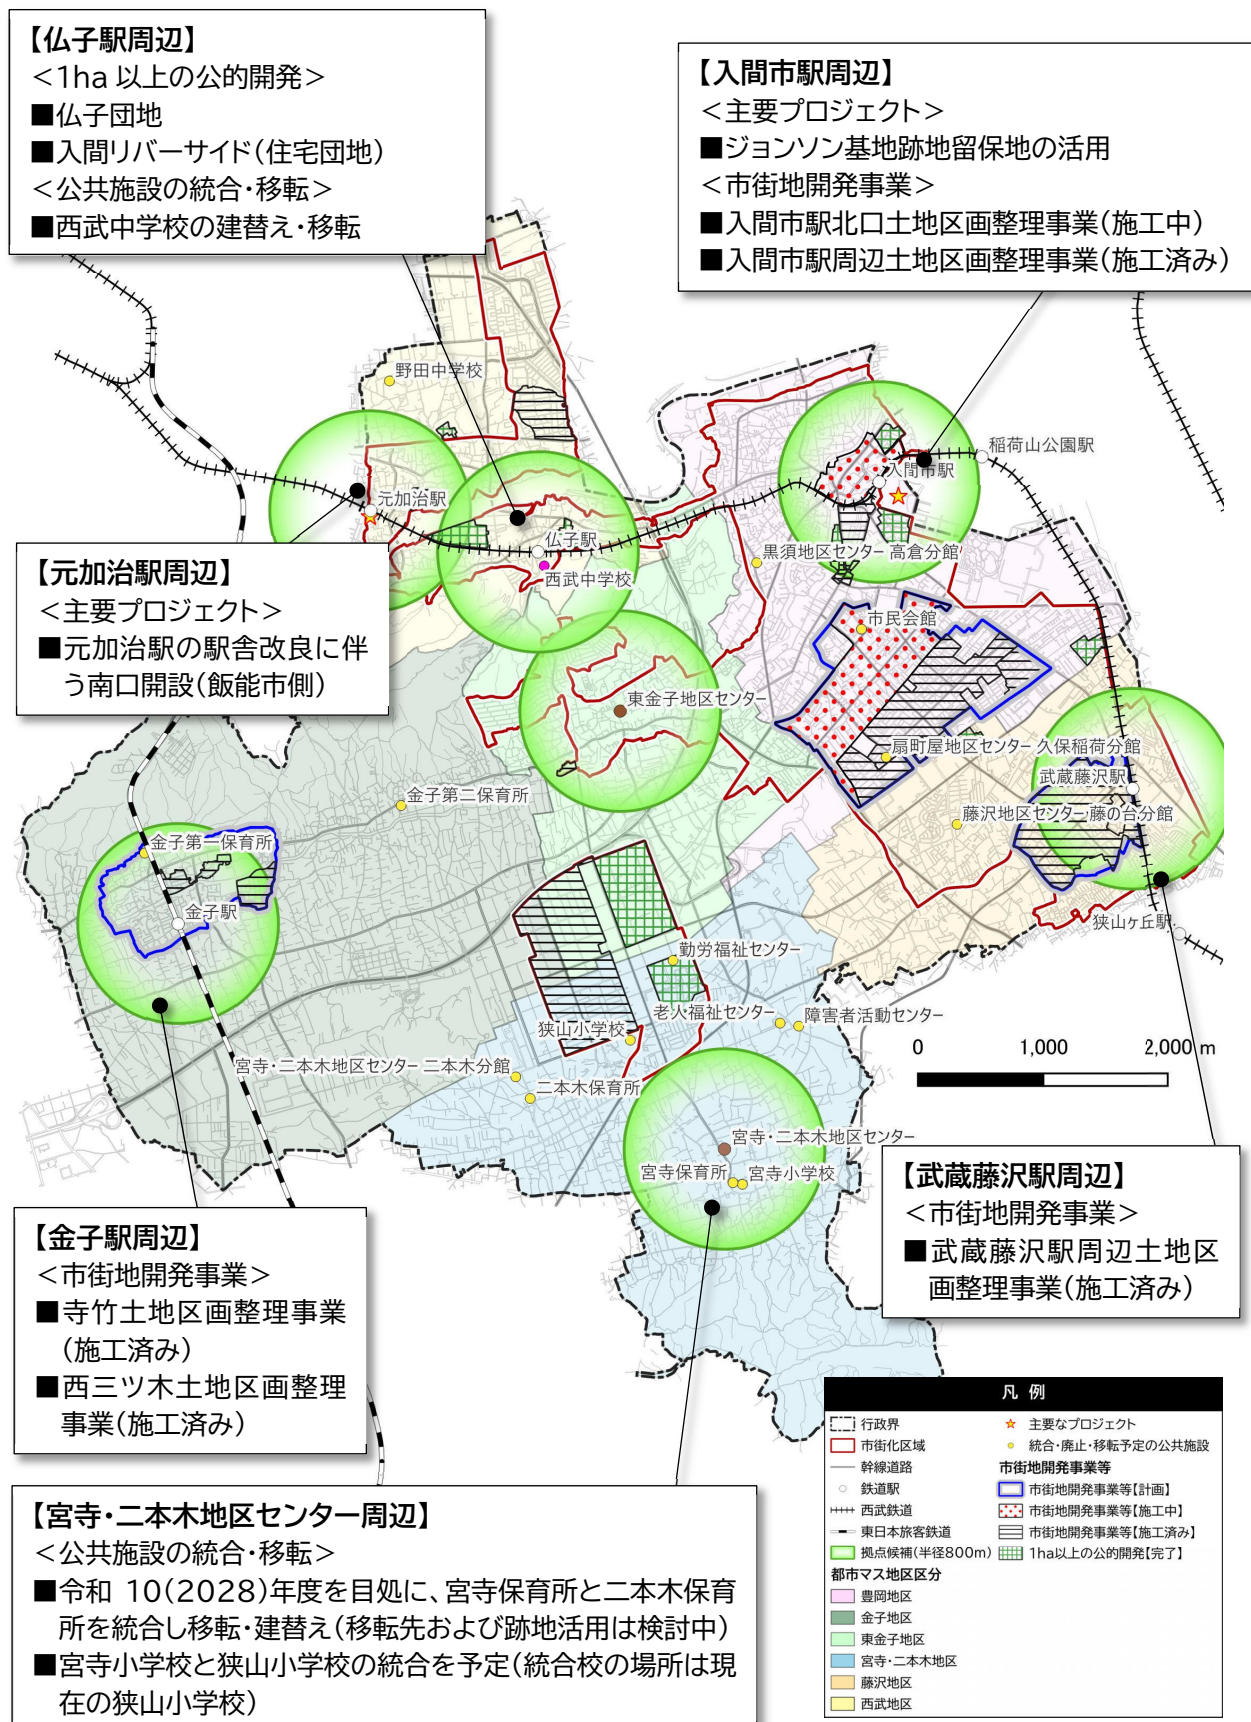 【仏子駅周辺】
<1ha 以上の公的開発>
■仏子団地
■入間リバーサイド(住宅団地)
<公共施設の統合・移転>
■西武中学校の建替え・移転
【入間市駅周辺】
<主要プロジェクト>
■ジョンソン基地跡地留保地の活用
<市街地開発事業>
■入間市駅北口土地区画整理事業(施工中)
■入間市駅周辺土地区画整理事業(施工済み)
野田中学校
稲荷山公園駅
入間市駅
元加治駅
仏子駅
西武中学校
黒須地区センター 高倉分館
【元加治駅周辺】
<主要プロジェクト>
■元加治駅の駅舎改良に伴
う南口開設(飯能市側)
市民会館
東金子地区センター
扇町屋地区センター 久保稲荷分館
武蔵藤沢駅
金子第二保育所
藤沢地区センター 藤の台分館
金子第一保育所
金子駅
狭山ヶ丘駅
勤労福祉センター
老人福祉センター
障害者活動センター
狭山小学校
0 1,000 2,000 m
宮寺・二本木地区センター 二本木分館
二本木保育所
宮寺・二本木地区センター
宮寺保育所
宮寺小学校
【武蔵藤沢駅周辺】
<市街地開発事業>
■武蔵藤沢駅周辺土地区
画整理事業(施工済み)
【金子駅周辺】
<市街地開発事業>
■寺竹土地区画整理事業
(施工済み)
■西三ツ木土地区画整理
事業(施工済み)
【宮寺・二本木地区センター周辺】
<公共施設の統合・移転>
■令和 10(2028)年度を目処に、宮寺保育所と二本木保育
所を統合し移転・建替え(移転先および跡地活用は検討中)
■宮寺小学校と狭山小学校の統合を予定(統合校の場所は現
在の狭山小学校)
凡 例
行政界
市街化区域
幹線道路
鉄道駅
西武鉄道
東日本旅客鉄道
拠点候補(半径800m)
都市マス地区区分
豊岡地区
金子地区
東金子地区
宮寺・二本木地区
藤沢地区
西武地区
主要なプロジェクト
統合・廃止・移転予定の公共施設
市街地開発事業等
市街地開発事業等【計画】
市街地開発事業等【施工中】
市街地開発事業等【施工済み】
1ha以上の公的開発【完了】